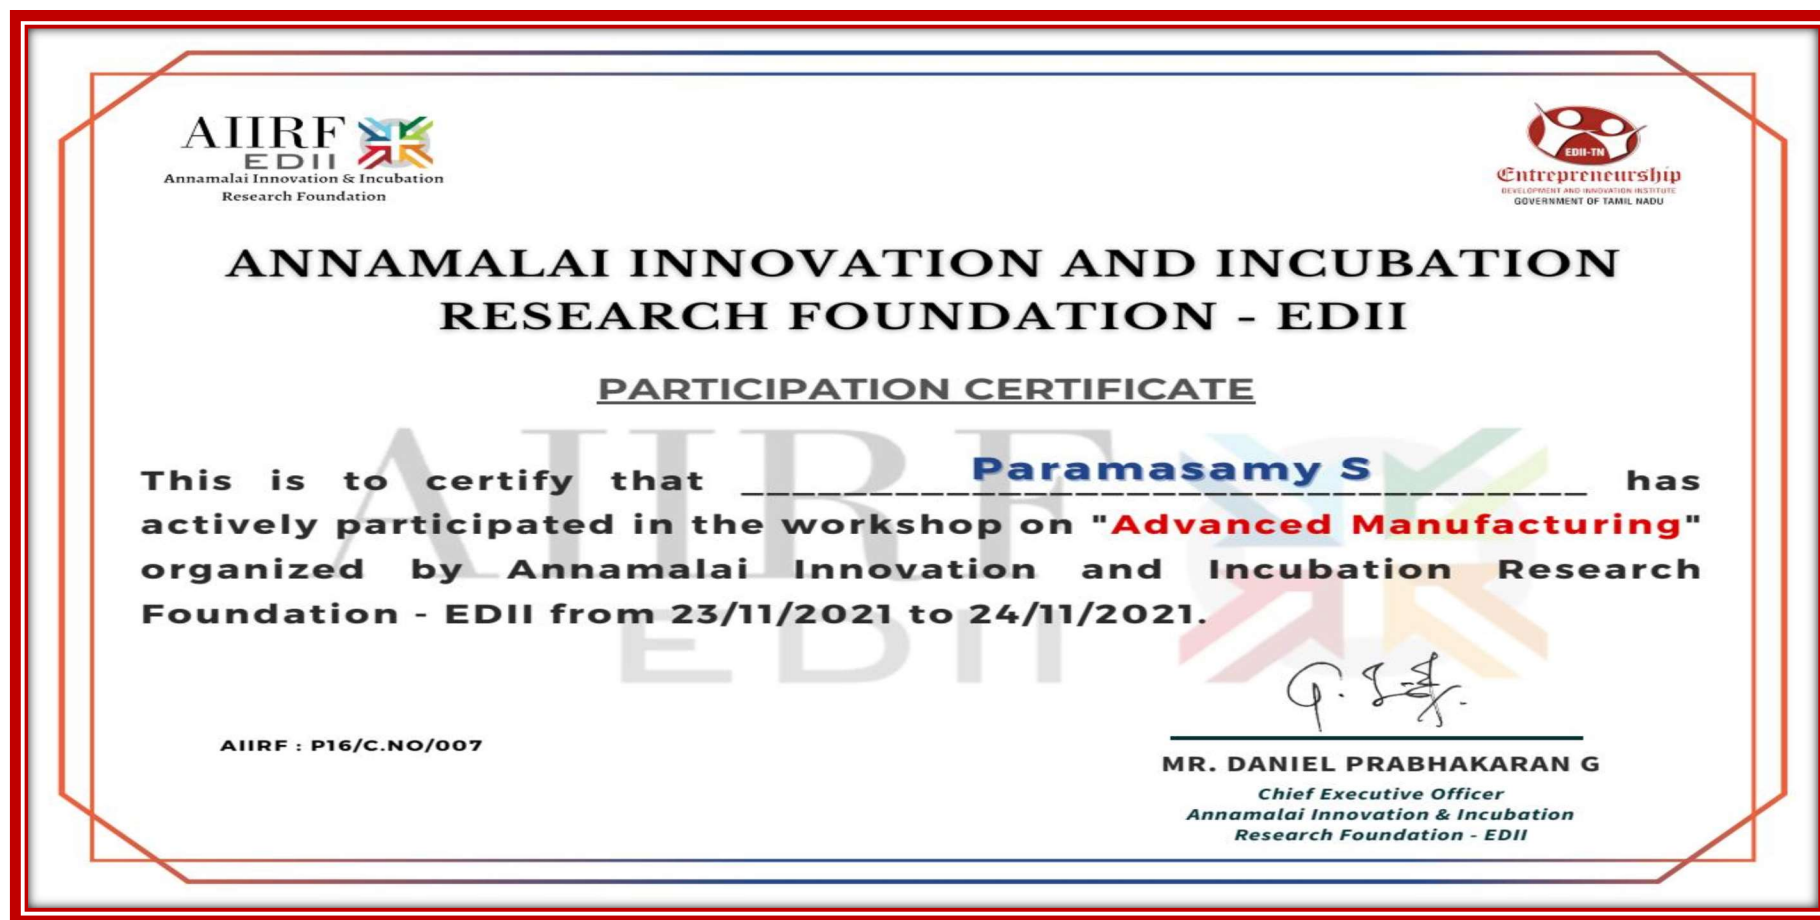 AIIRF
EDII
Annamalai Innovation & Incubation
Research Foundation
EDII-TN
Entrepreneurship
DEVELOPMENT AND INNOVATION INSTITUTE
GOVERNMENT OF TAMIL NADU
ANNAMALAI INNOVATION AND INCUBATION
RESEARCH FOUNDATION - EDII
PARTICIPATION CERTIFICATE
AIIRF
EDII
This is to certify that Paramasamy S has
actively participated in the workshop on "Advanced Manufacturing"
organized by Annamalai Innovation and Incubation Research
Foundation - EDII from 23/11/2021 to 24/11/2021.
AIIRF : P16/C.NO/007
MR. DANIEL PRABHAKARAN G
Chief Executive Officer
Annamalai Innovation & Incubation
Research Foundation - EDII